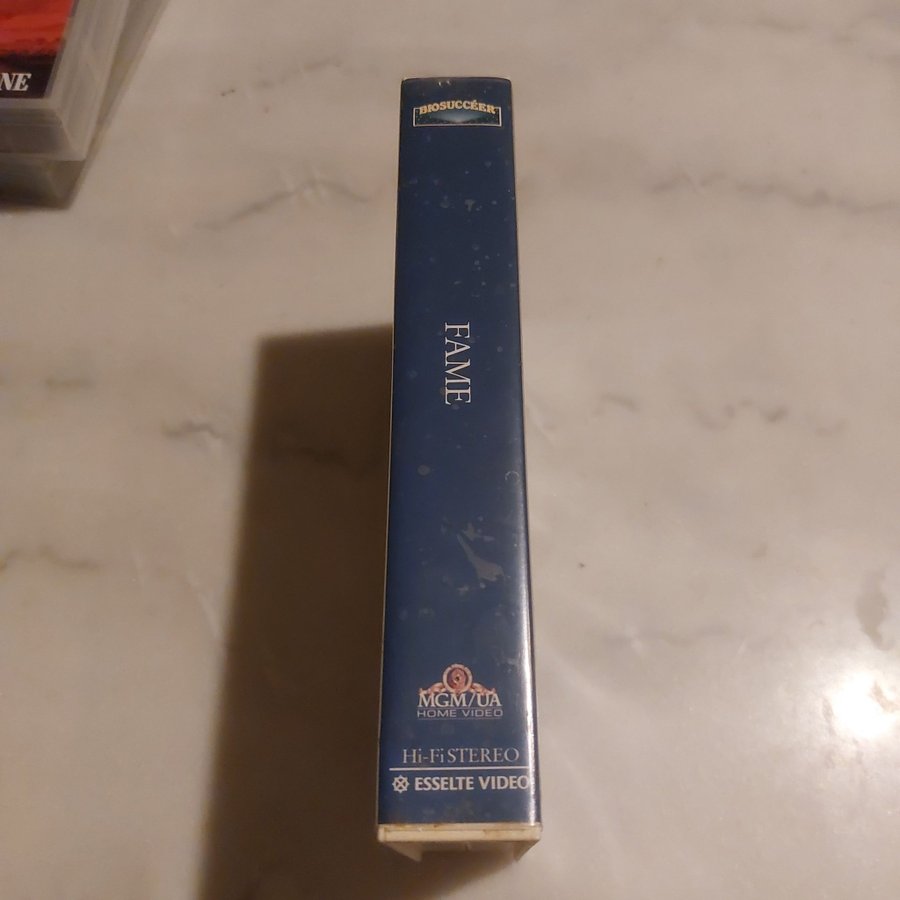 NE
BIOSUCCÉER
FAME
MGM/UA
HOME VIDEO
Hi-Fi STEREO
ESSELTE VIDEO